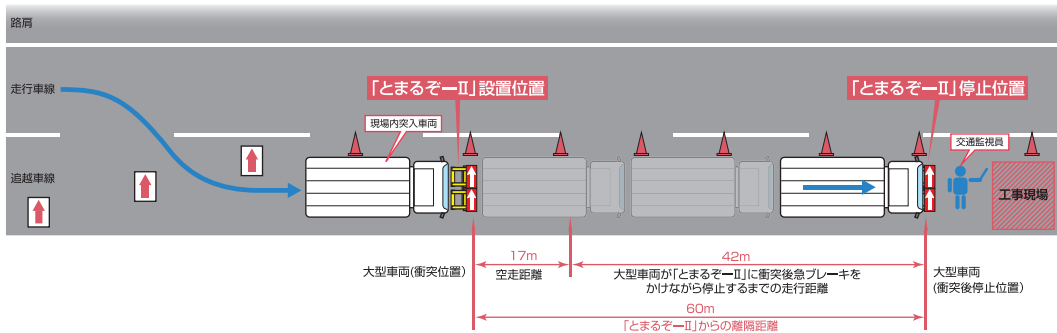 路肩
走行車線
「とまるぞーⅡ」設置位置
「とまるぞーⅡ」停止位置
現場内突入車両
交通監視員
追越車線
工事現場
大型車両(衝突位置)
17m
空走距離
42m
大型車両が「とまるぞーⅡ」に衝突後急ブレーキを
かけながら停止するまでの走行距離
大型車両
(衝突後停止位置)
60m
「とまるぞーⅡ」からの離隔距離